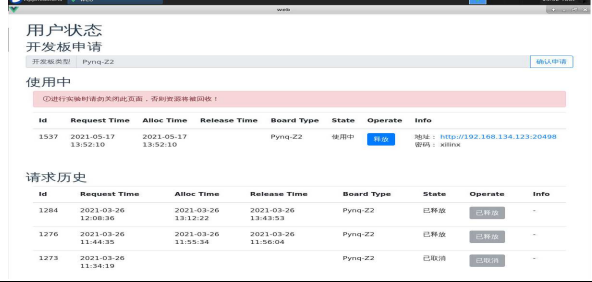 web
用户状态
开发板申请
开发板类型 Pynq-Z2 确认申请
使用中
①进行实验时请勿关闭此页面，否则资源将被回收！
Id Request Time Alloc Time Release Time Board Type State Operate Info
1537 2021-05-17 13:52:10 2021-05-17 13:52:10 Pynq-Z2 使用中 释放 地址： http://192.168.134.123:20498
密码： xilinx
请求历史
Id Request Time Alloc Time Release Time Board Type State Operate Info
1284 2021-03-26 12:08:36 2021-03-26 13:12:22 2021-03-26 13:43:53 Pynq-Z2 已释放 已释放 -
1276 2021-03-26 11:44:35 2021-03-26 11:55:34 2021-03-26 11:56:04 Pynq-Z2 已释放 已释放 -
1273 2021-03-26 11:34:19 Pynq-Z2 已取消 已取消 -